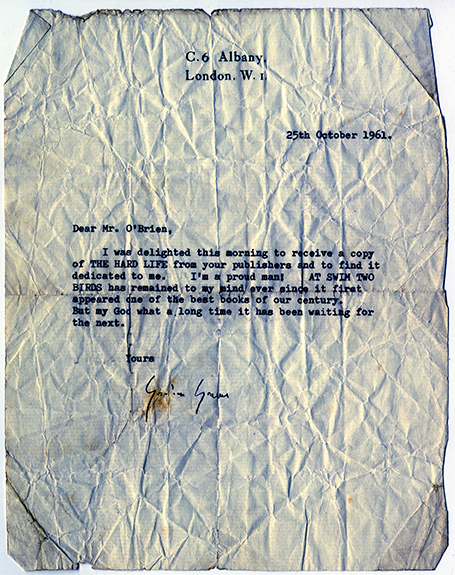 C.6 Albany,
London. W.1.
25th October 1961.
Dear Mr. O'Brien,
I was delighted this morning to receive a copy
of THE HARD LIFE from your publishers and to find it
dedicated to me. I'm a proud man! AT SWIM TWO
BIRDS has remained to my mind ever since it first
appeared one of the best books of our century.
But my God what a long time it has been waiting for
the next.
Yours
Graham Greene